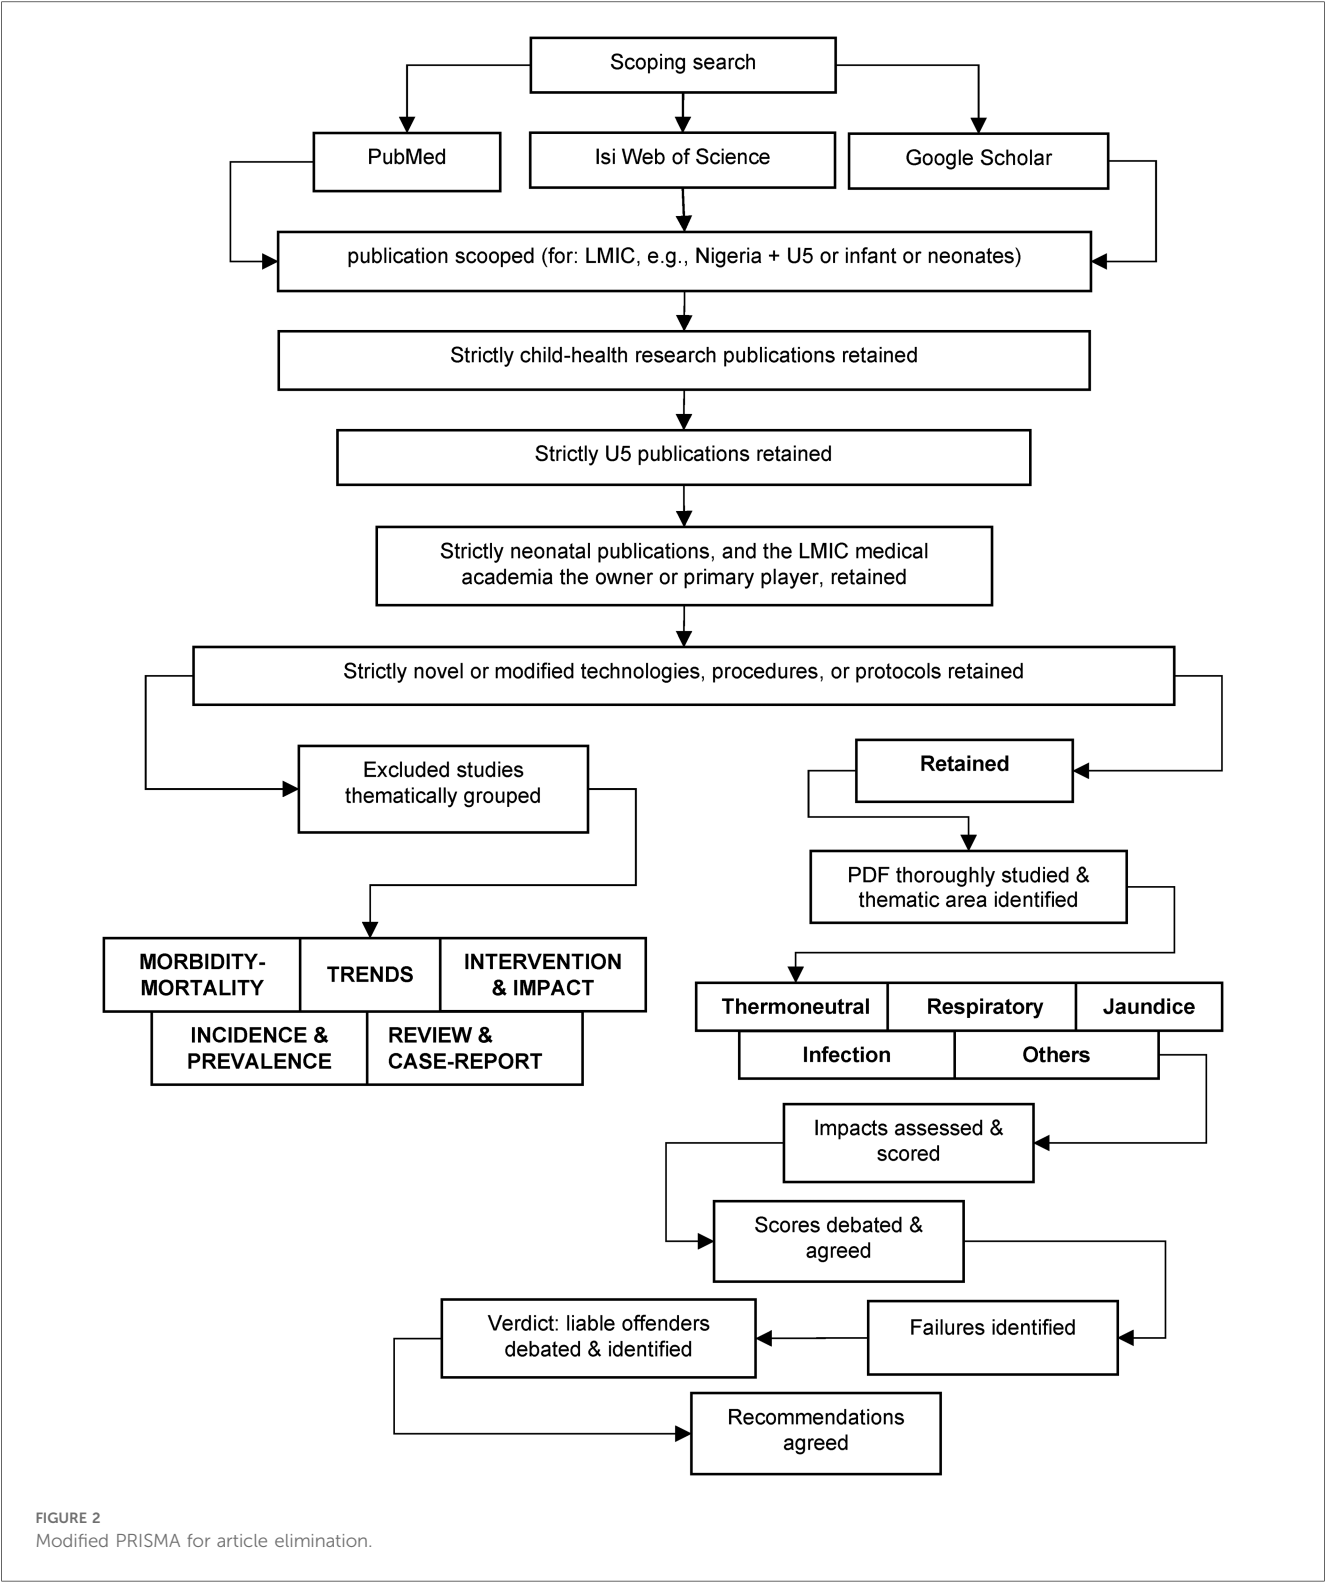 Scoping search
PubMed
Isi Web of Science
Google Scholar
publication scooped (for: LMIC, e.g., Nigeria + U5 or infant or neonates)
Strictly child-health research publications retained
Strictly U5 publications retained
Strictly neonatal publications, and the LMIC medical
academia the owner or primary player, retained
Strictly novel or modified technologies, procedures, or protocols retained
Excluded studies
thematically grouped
Retained
PDF thoroughly studied &
thematic area identified
MORBIDITY-
MORTALITY
TRENDS
INTERVENTION
& IMPACT
INCIDENCE &
PREVALENCE
REVIEW &
CASE-REPORT
Thermoneutral
Respiratory
Jaundice
Infection
Others
Impacts assessed &
scored
Scores debated &
agreed
Failures identified
Verdict: liable offenders
debated & identified
Recommendations
agreed
FIGURE 2
Modified PRISMA for article elimination.